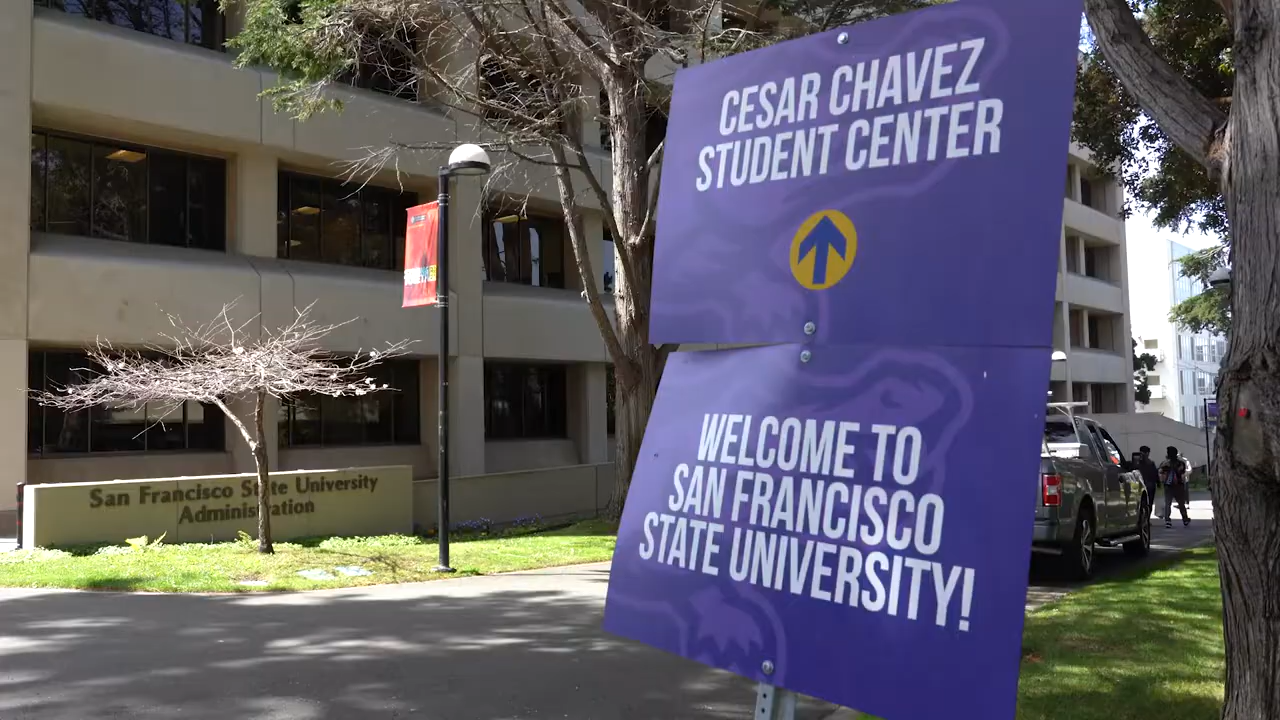 CESAR CHAVEZ
STUDENT CENTER
WELCOME TO
SAN FRANCISCO
STATE UNIVERSITY!
San Francisco State University
Administration